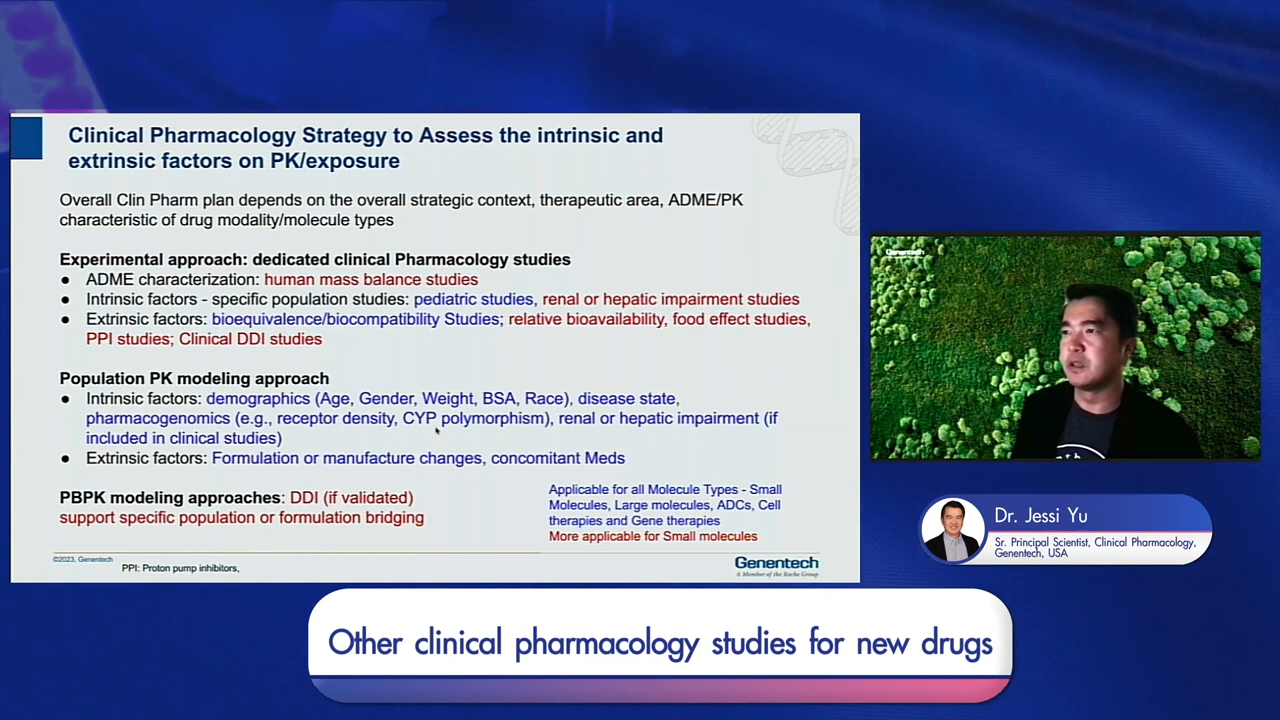 Clinical Pharmacology Strategy to Assess the intrinsic and
extrinsic factors on PK/exposure
Overall Clin Pharm plan depends on the overall strategic context, therapeutic area, ADME/PK
characteristic of drug modality/molecule types
Experimental approach: dedicated clinical Pharmacology studies
● ADME characterization: human mass balance studies
● Intrinsic factors - specific population studies: pediatric studies, renal or hepatic impairment studies
● Extrinsic factors: bioequivalence/biocompatibility Studies; relative bioavailability, food effect studies,
PPI studies; Clinical DDI studies
Population PK modeling approach
● Intrinsic factors: demographics (Age, Gender, Weight, BSA, Race), disease state,
pharmacogenomics (e.g., receptor density, CYP polymorphism), renal or hepatic impairment (if
included in clinical studies)
● Extrinsic factors: Formulation or manufacture changes, concomitant Meds
PBPK modeling approaches: DDI (if validated)
support specific population or formulation bridging
Applicable for all Molecule Types - Small
Molecules, Large molecules, ADCs, Cell
therapies and Gene therapies
More applicable for Small molecules
©2023, Genentech
PPI: Proton pump inhibitors,
Genentech
A Member of the Roche Group
Genentech
Dr. Jessi Yu
Sr. Principal Scientist, Clinical Pharmacology,
Genentech, USA
Other clinical pharmacology studies for new drugs